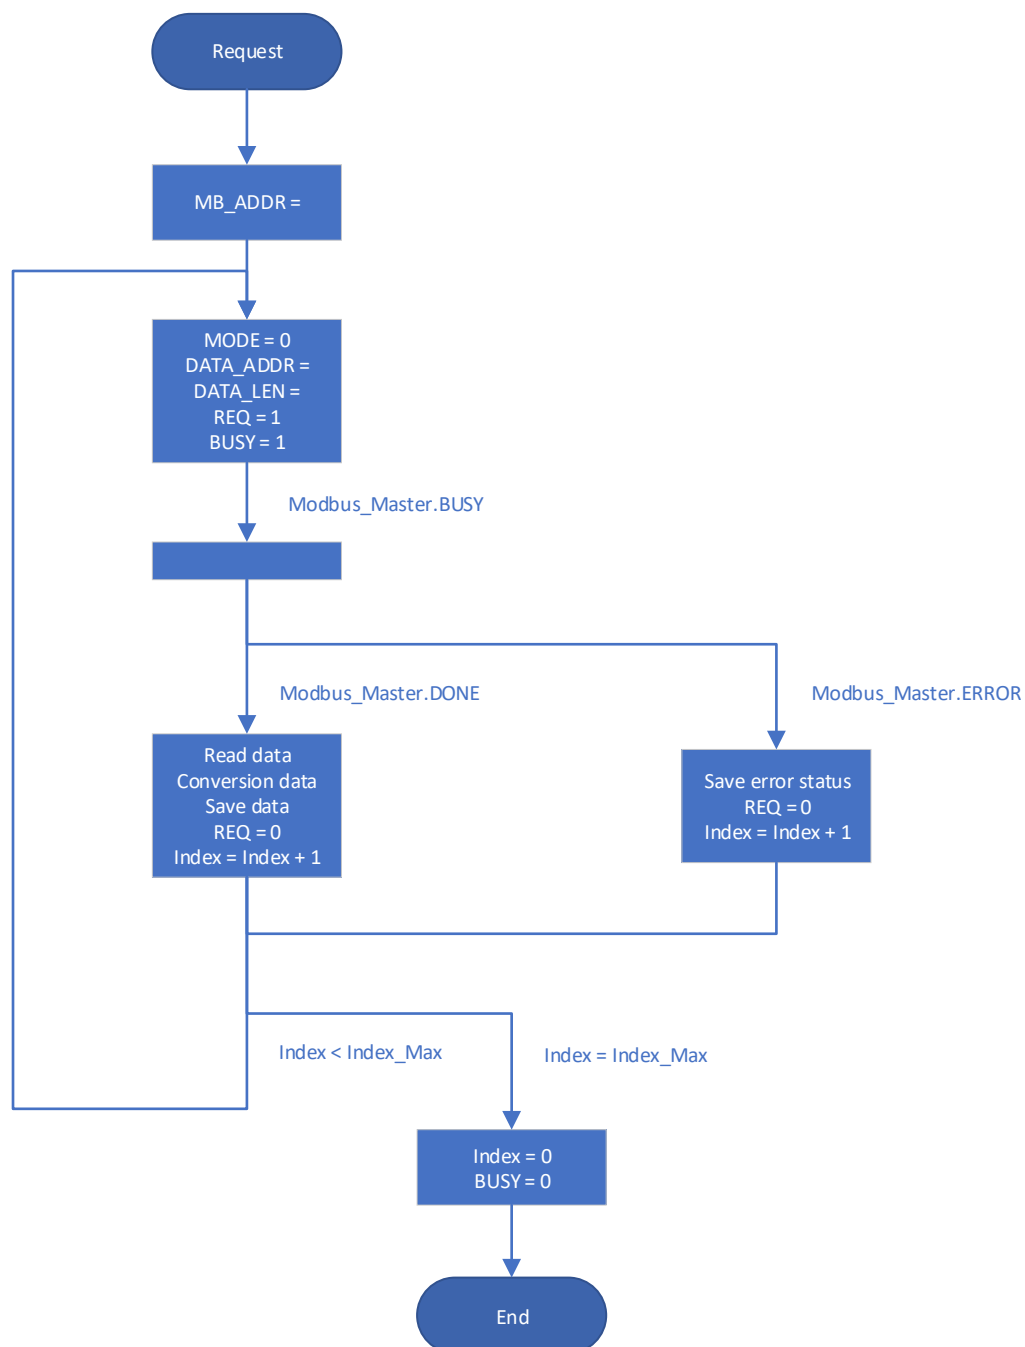 Request
MB_ADDR =
MODE = 0
DATA_ADDR =
DATA_LEN =
REQ = 1
BUSY = 1
Modbus_Master.BUSY
Modbus_Master.DONE
Modbus_Master.ERROR
Read data
Conversion data
Save data
REQ = 0
Index = Index + 1
Save error status
REQ = 0
Index = Index + 1
Index < Index_Max
Index = Index_Max
Index = 0
BUSY = 0
End